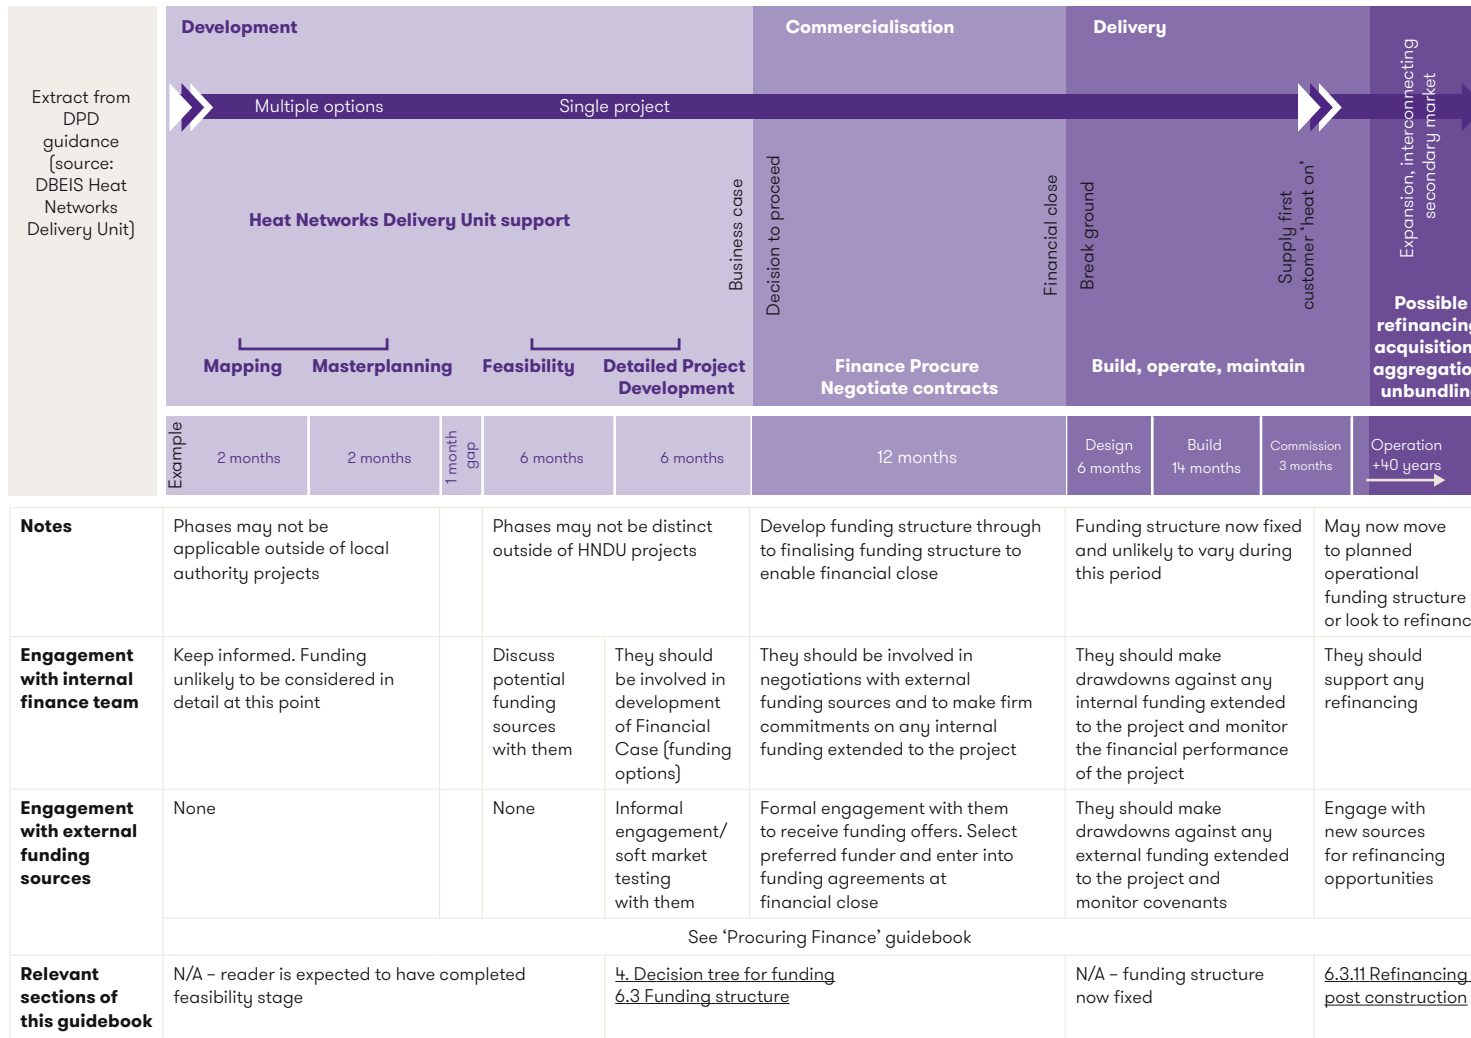 Extract from
DPD
guidance
(source:
DBEIS Heat
Networks
Delivery Unit)
Development
Commercialisation
Delivery
Multiple options
Single project
Heat Networks Delivery Unit support
Business case
Decision to proceed
Financial close
Break ground
Supply first
customer 'heat on'
Expansion, interconnecting
secondary market
Mapping
Masterplanning
Feasibility
Detailed Project
Development
Finance Procure
Negotiate contracts
Build, operate, maintain
Possible
refinancing
acquisition
aggregatio
unbundlin
Example
2 months
2 months
1 month
gap
6 months
6 months
12 months
Design
6 months
Build
14 months
Commission
3 months
Operation
+40 years
Notes
Phases may not be
applicable outside of local
authority projects
Phases may not be distinct
outside of HNDU projects
Develop funding structure through
to finalising funding structure to
enable financial close
Funding structure now fixed
and unlikely to vary during
this period
May now move
to planned
operational
funding structure
or look to refinanc
Engagement
with internal
finance team
Keep informed. Funding
unlikely to be considered in
detail at this point
Discuss
potential
funding
sources
with them
They should
be involved in
development
of Financial
Case (funding
options)
They should be involved in
negotiations with external
funding sources and to make firm
commitments on any internal
funding extended to the project
They should make
drawdowns against any
internal funding extended
to the project and monitor
the financial performance
of the project
They should
support any
refinancing
Engagement
with external
funding
sources
None
None
Informal
engagement/
soft market
testing
with them
Formal engagement with them
to receive funding offers. Select
preferred funder and enter into
funding agreements at
financial close
They should make
drawdowns against any
external funding extended
to the project and
monitor covenants
Engage with
new sources
for refinancing
opportunities
See 'Procuring Finance' guidebook
Relevant
sections of
this guidebook
N/A – reader is expected to have completed
feasibility stage
4. Decision tree for funding
6.3 Funding structure
N/A – funding structure
now fixed
6.3.11 Refinancing
post construction